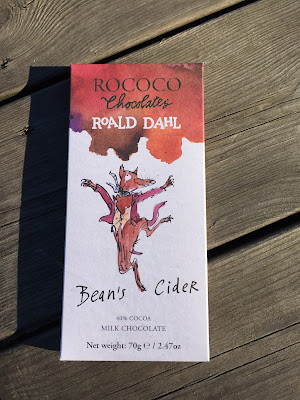 ROCOCO
Chocolates
ROALD DAHL
Bean's Cider
40% COCOA
MILK CHOCOLATE
Net weight: 70g ℮ / 2.47oz